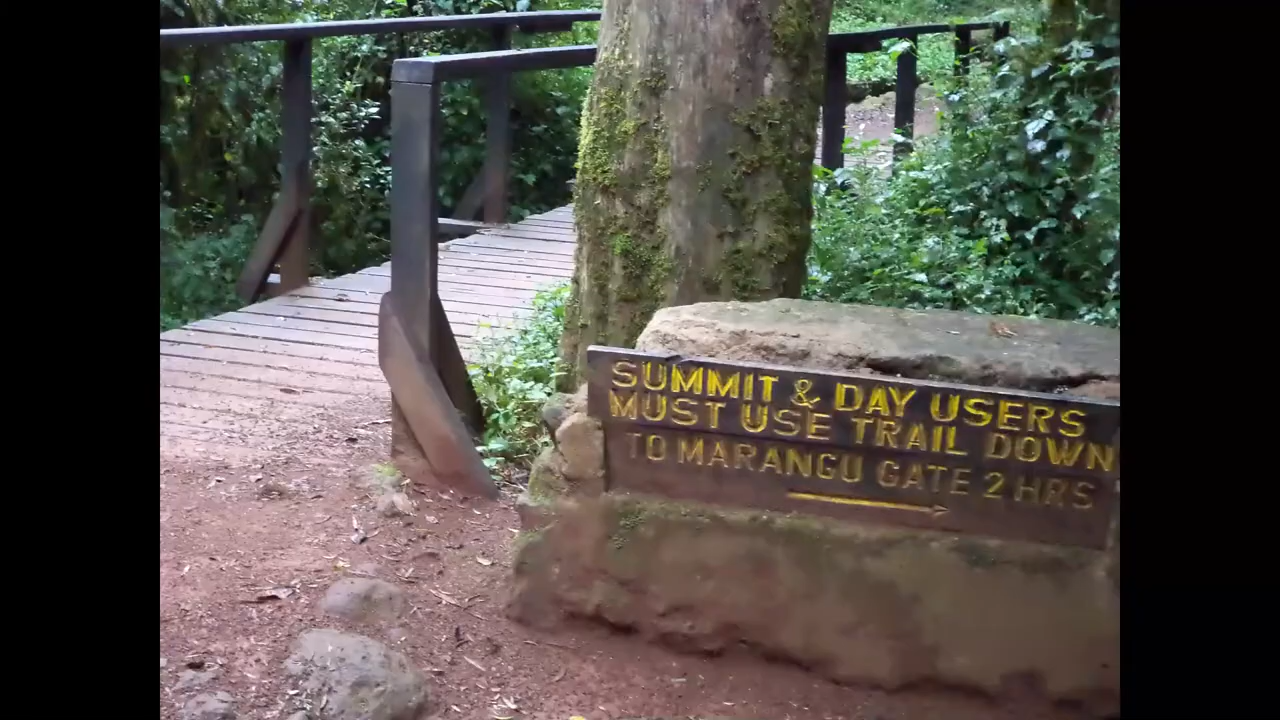 SUMMIT & DAY USERS
MUST USE TRAIL DOWN
TO MARANGU GATE 2 HRS